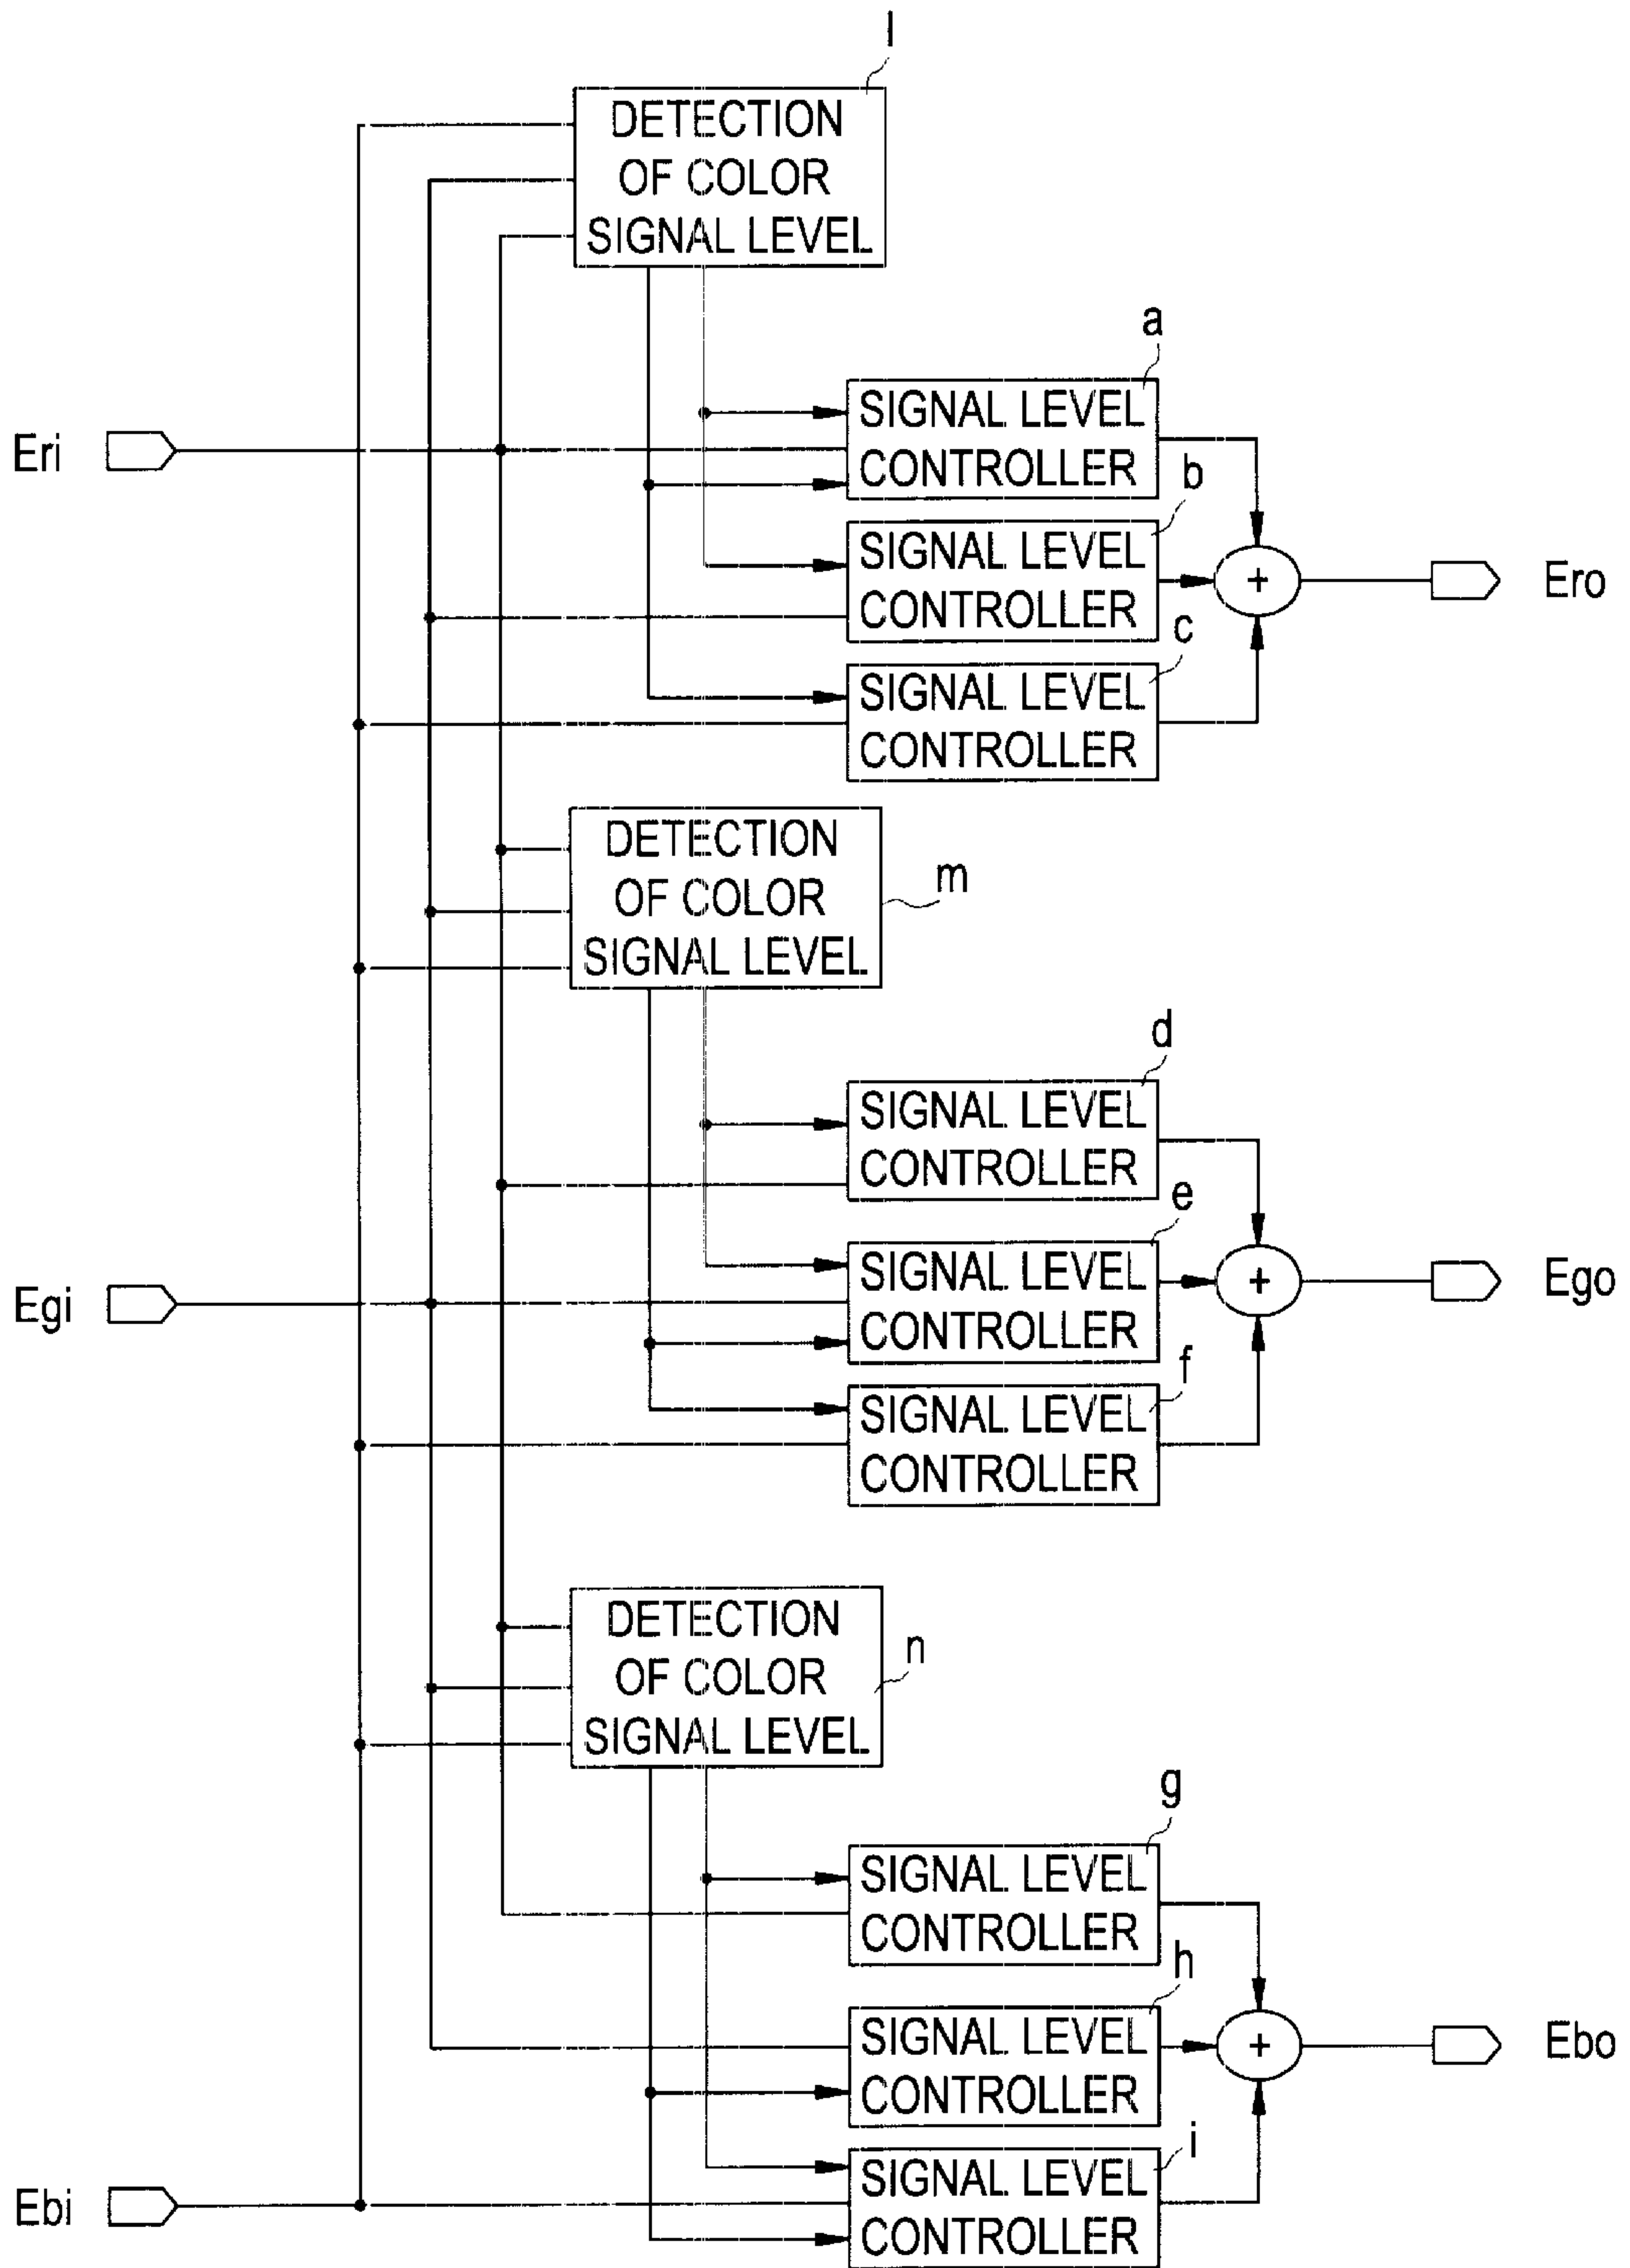 l
DETECTION
OF COLOR
SIGNAL LEVEL
a
SIGNAL LEVEL
CONTROLLER
Eri
b
SIGNAL LEVEL
CONTROLLER
+
Ero
c
SIGNAL LEVEL
CONTROLLER
DETECTION
OF COLOR
SIGNAL LEVEL
m
d
SIGNAL LEVEL
CONTROLLER
e
SIGNAL LEVEL
CONTROLLER
Egi
+
Ego
f
SIGNAL LEVEL
CONTROLLER
DETECTION
OF COLOR
SIGNAL LEVEL
n
g
SIGNAL LEVEL
CONTROLLER
h
SIGNAL LEVEL
CONTROLLER
+
Ebo
i
SIGNAL LEVEL
CONTROLLER
Ebi